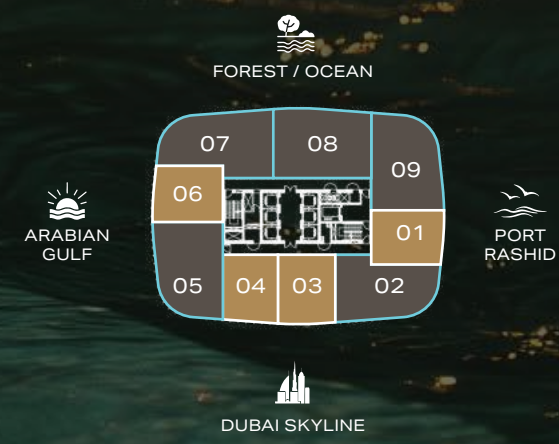 FOREST / OCEAN
07
08
09
06
01
ARABIAN
GULF
PORT
RASHID
05
04
03
02
DUBAI SKYLINE